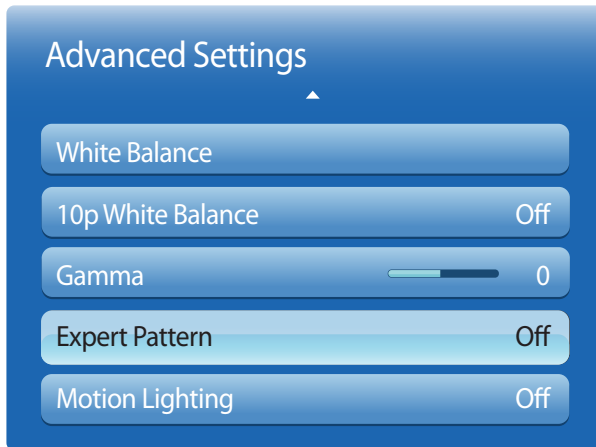 Advanced Settings
White Balance
10p White Balance Off
Gamma 0
Expert Pattern Off
Motion Lighting Off